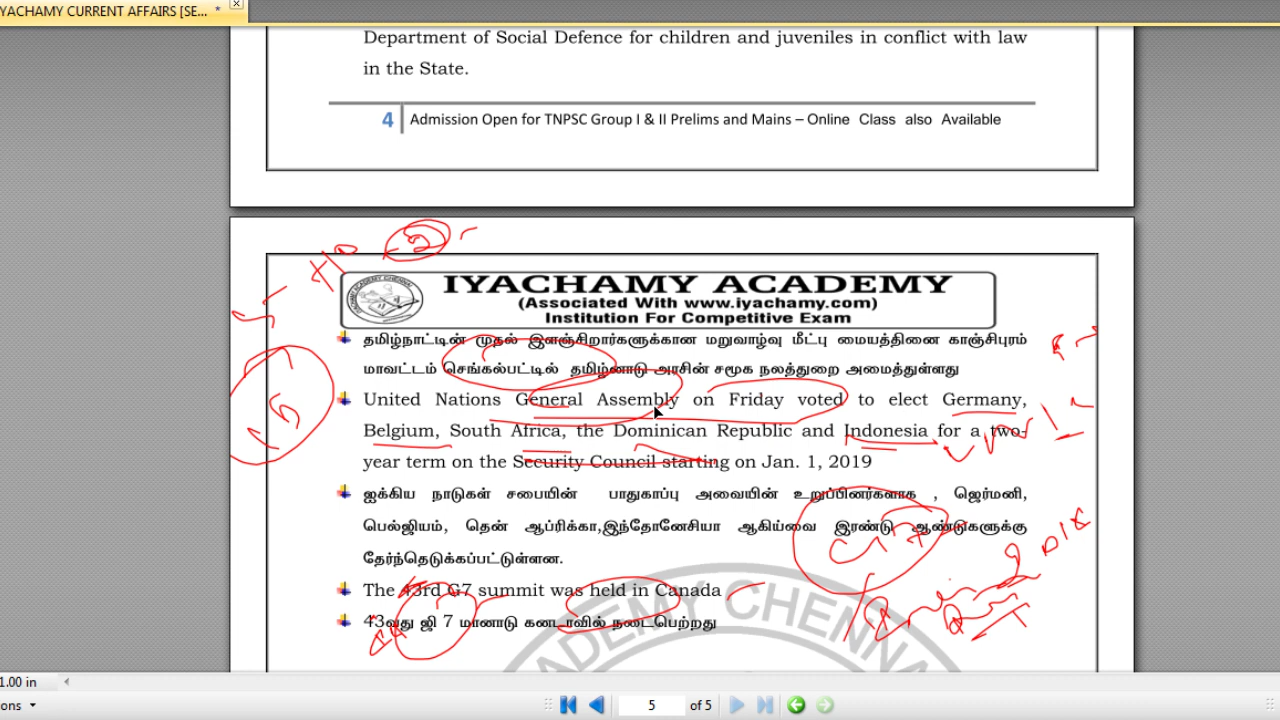 YACHAMY CURRENT AFFAIRS [SE... *
Department of Social Defence for children and juveniles in conflict with law
in the State.
4 Admission Open for TNPSC Group I & II Prelims and Mains – Online Class also Available
IYACHAMY ACADEMY
(Associated With www.iyachamy.com)
Institution For Competitive Exam
தமிழ்நாட்டின் முதல் இளஞ்சிறார்களுக்கான மறுவாழ்வு மீட்பு மையத்தினை காஞ்சிபுரம்
மாவட்டம் செங்கல்பட்டில் தமிழ்னாடு அரசின் சமூக நலத்துறை அமைத்துள்ளது
United Nations General Assembly on Friday voted to elect Germany,
Belgium, South Africa, the Dominican Republic and Indonesia for a two-
year term on the Security Council starting on Jan. 1, 2019
ஐக்கிய நாடுகள் சபையின் பாதுகாப்பு அவையின் உறுப்பினர்களாக , ஜெர்மனி,
பெல்ஜியம், தென் ஆப்ரிக்கா,இந்தோனேசியா ஆகிய்வை இரண்டு ஆண்டுகளுக்கு
தேர்ந்தெடுக்கப்பட்டுள்ளன.
The 43rd G7 summit was held in Canada
43வது ஜி 7 மானாடு கனடாவில் நடைபெற்றது
ADEMY CHENNA
1.00 in
ons
5 of 5